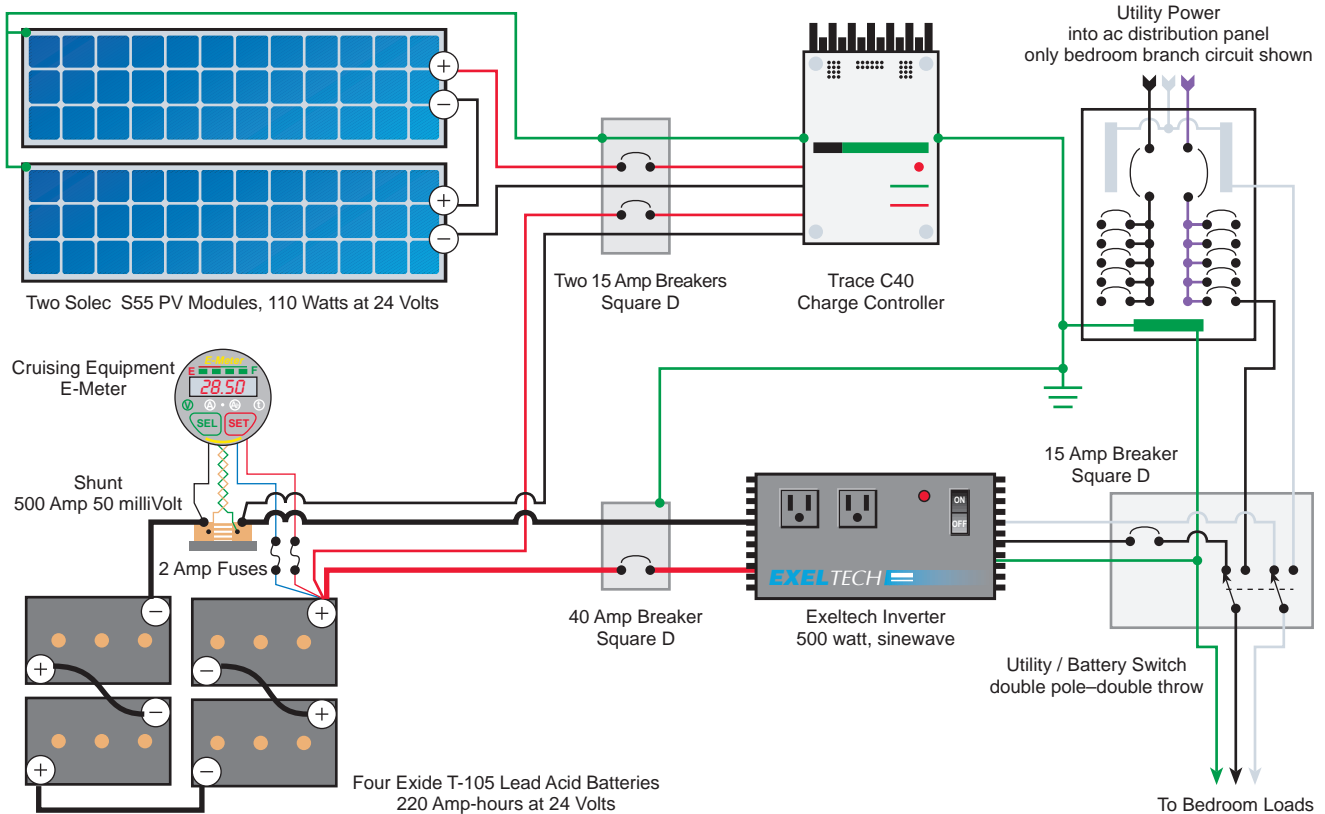 Utility Power
into ac distribution panel
only bedroom branch circuit shown
+
−
+
−
Two Solec S55 PV Modules, 110 Watts at 24 Volts
Two 15 Amp Breakers
Square D
Trace C40
Charge Controller
Cruising Equipment
E-Meter
E-Meter
E F
28.50
V A Ah t
SEL SET
Shunt
500 Amp 50 milliVolt
2 Amp Fuses
15 Amp Breaker
Square D
ON
OFF
EXELTECH
40 Amp Breaker
Square D
Exeltech Inverter
500 watt, sinewave
Utility / Battery Switch
double pole–double throw
−
+
+
−
−
+
+
−
Four Exide T-105 Lead Acid Batteries
220 Amp-hours at 24 Volts
To Bedroom Loads